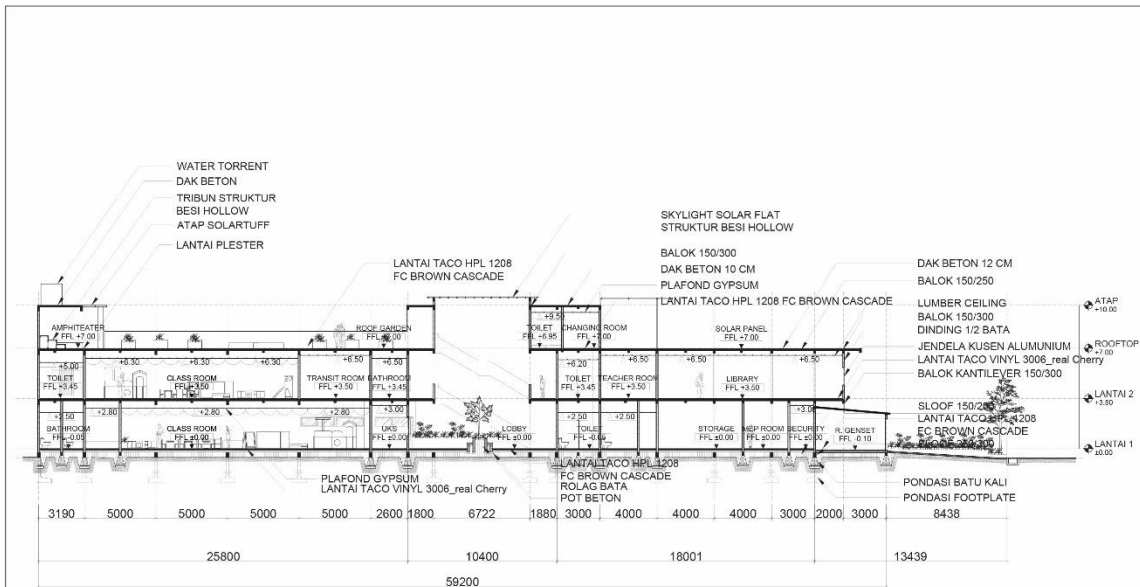 WATER TORRENT
DAK BETON
TRIBUN STRUKTUR
BESI HOLLOW
ATAP SOLARTUFF
LANTAI PLESTER
LANTAI TACO HPL 1208
FC BROWN CASCADE
SKYLIGHT SOLAR FLAT
STRUKTUR BESI HOLLOW
BALOK 150/300
DAK BETON 10 CM
PLAFOND GYPSUM
LANTAI TACO HPL 1208 FC BROWN CASCADE
DAK BETON 12 CM
BALOK 150/250
LUMBER CEILING
BALOK 150/300
DINDING 1/2 BATA
JENDELA KUSEN ALUMUNIUM
LANTAI TACO VINYL 3006_real Cherry
BALOK KANTILEVER 150/300
SLOOF 150/200
LANTAI TACO HPL 1208
FC BROWN CASCADE
PONDASI BATU KALI
PONDASI FOOTPLATE
ATAP
+10.00
ROOFTOP
+7.00
LANTAI 2
+3.50
LANTAI 1
±0.00
+9.50
AMPHITEATER
FFL +7.00
ROOF GARDEN
FFL +7.00
TOILET
FFL +6.95
CHANGING ROOM
FFL +7.00
SOLAR PANEL
FFL +7.00
+5.00
+6.30
+6.30
+6.30
+6.50
+6.50
+6.20
+6.50
+6.50
+6.50
TOILET
FFL +3.45
CLASS ROOM
FFL +3.50
TRANSIT ROOM
FFL +3.50
BATHROOM
FFL +3.45
TOILET
FFL +3.45
TEACHER ROOM
FFL +3.50
LIBRARY
FFL +3.50
+2.50
+2.80
+2.80
+2.80
+3.00
+2.50
+2.50
+3.00
BATHROOM
FFL -0.05
CLASS ROOM
FFL ±0.00
UKS
FFL ±0.00
LOBBY
FFL ±0.00
TOILET
FFL -0.05
STORAGE
FFL ±0.00
MEP ROOM
FFL ±0.00
SECURITY
FFL ±0.00
R. GENSET
FFL -0.10
PLAFOND GYPSUM
LANTAI TACO VINYL 3006_real Cherry
LANTAI TACO HPL 1208
FC BROWN CASCADE
ROLAG BATA
POT BETON
3190 5000 5000 5000 5000 2600 1800 6722 1880 3000 4000 4000 4000 3000 2000 3000 8438
25800 10400 18001 13439
59200